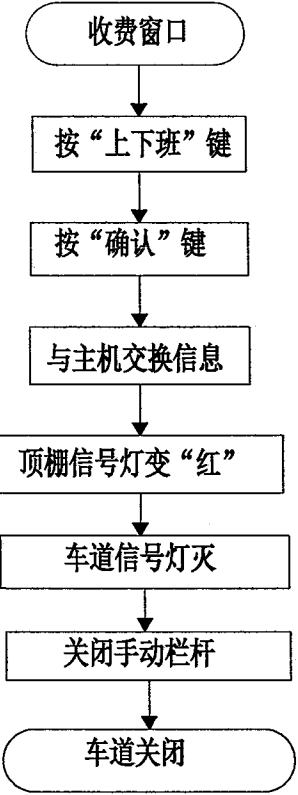 收费窗口
按“上下班”键
按“确认”键
与主机交换信息
顶棚信号灯变“红”
车道信号灯灭
关闭手动栏杆
车道关闭